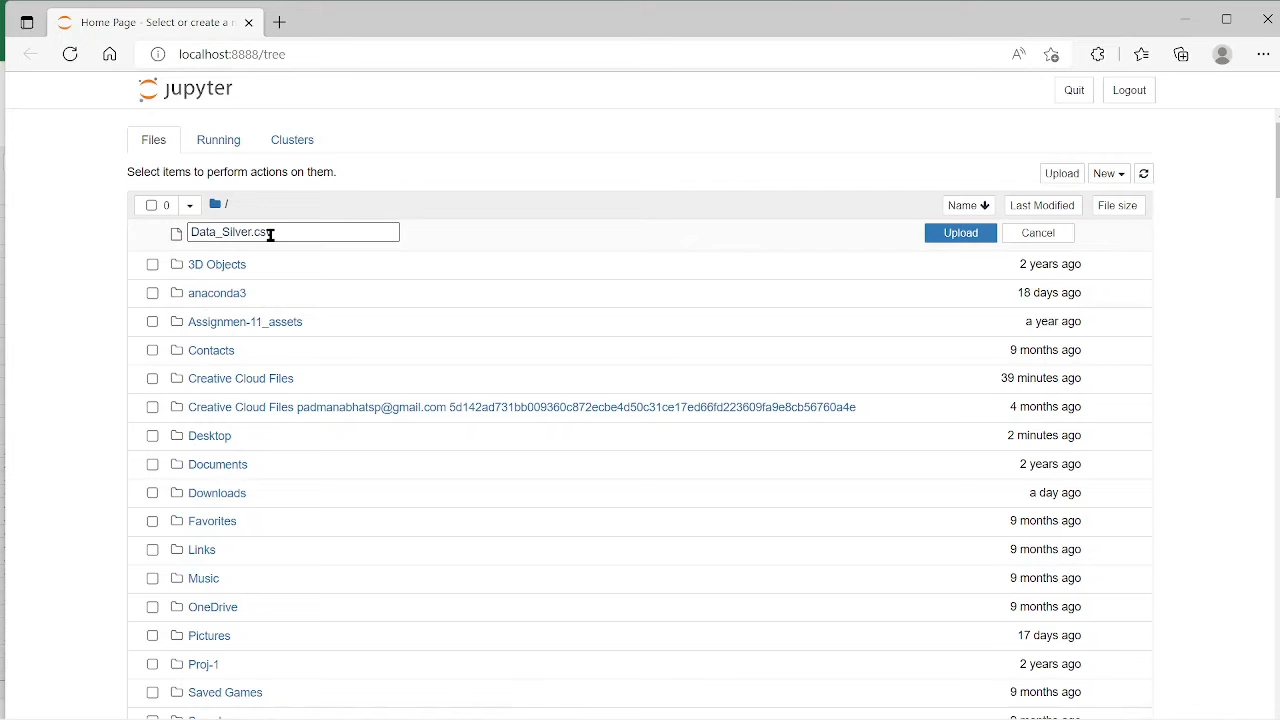 Home Page - Select or create a n
localhost:8888/tree
jupyter
Quit
Logout
Files
Running
Clusters
Select items to perform actions on them.
Upload
New
0
/
Name
Last Modified
File size
Data_Silver.cs
Upload
Cancel
3D Objects
2 years ago
anaconda3
18 days ago
Assignmen-11_assets
a year ago
Contacts
9 months ago
Creative Cloud Files
39 minutes ago
Creative Cloud Files padmanabhatsp@gmail.com 5d142ad731bb009360c872ecbe4d50c31ce17ed66fd223609fa9e8cb56760a4e
4 months ago
Desktop
2 minutes ago
Documents
2 years ago
Downloads
a day ago
Favorites
9 months ago
Links
9 months ago
Music
9 months ago
OneDrive
9 months ago
Pictures
17 days ago
Proj-1
2 years ago
Saved Games
9 months ago